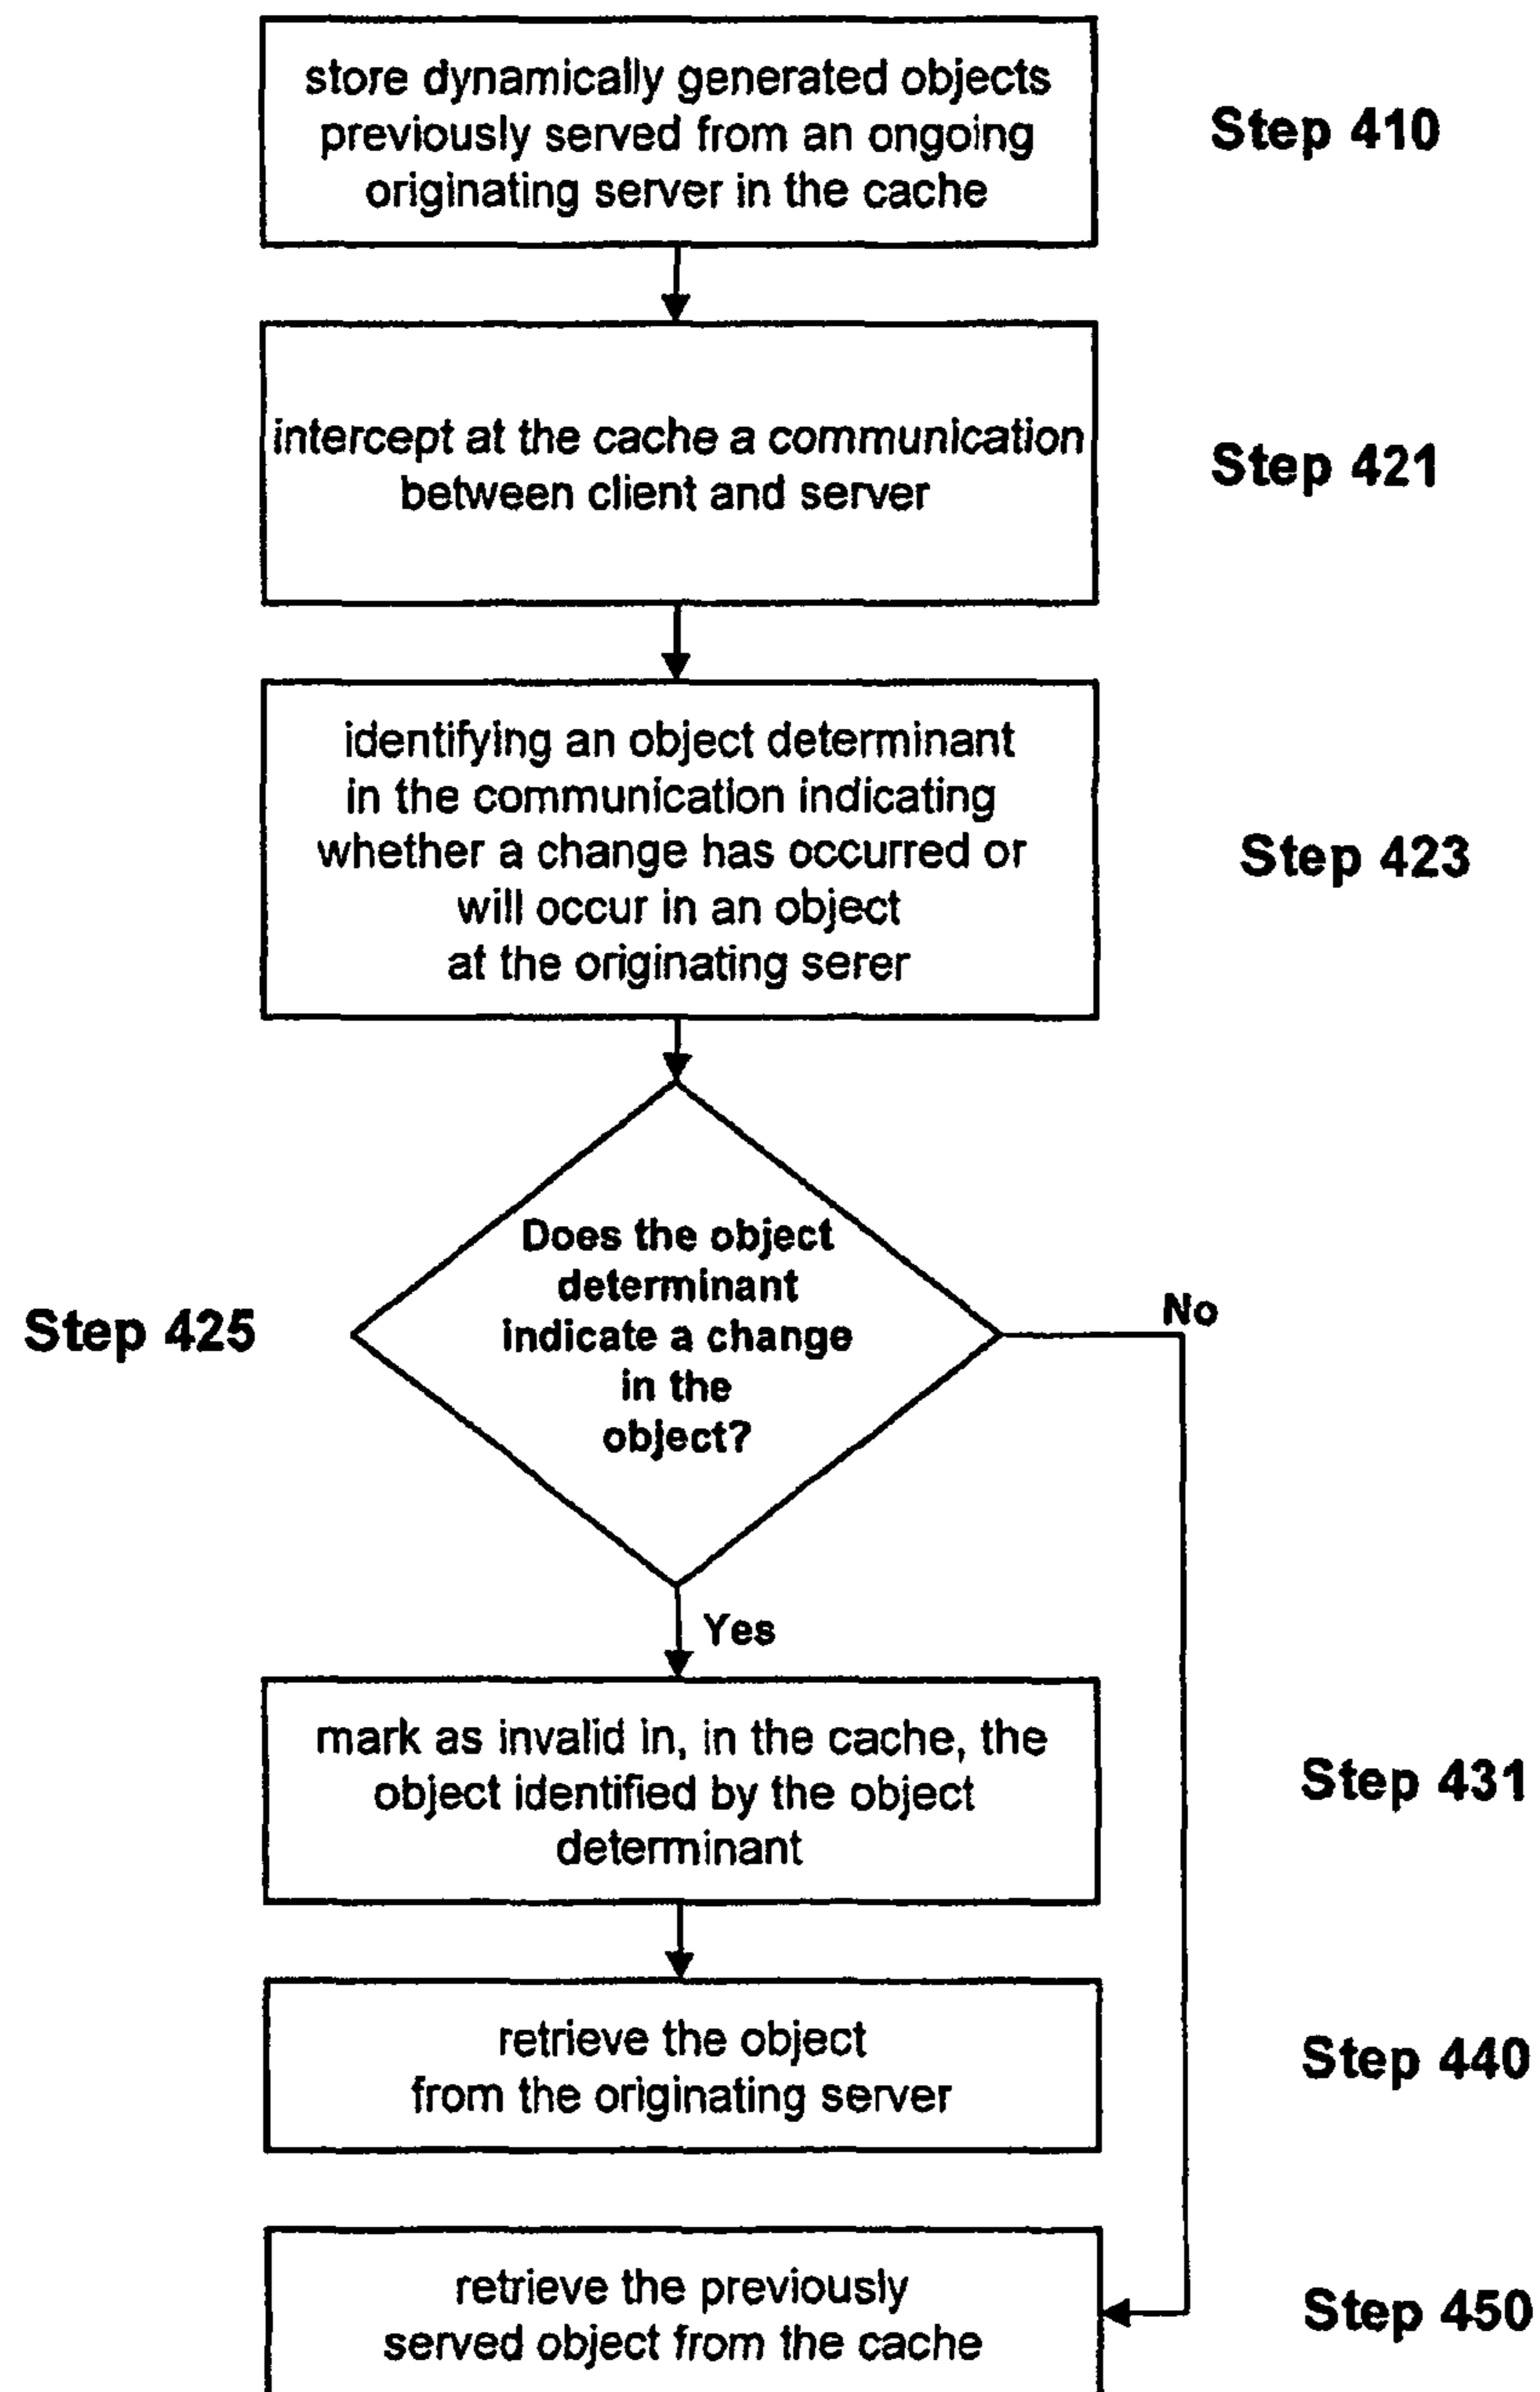 store dynamically generated objects
previously served from an ongoing
originating server in the cache
Step 410
intercept at the cache a communication
between client and server
Step 421
identifying an object determinant
in the communication indicating
whether a change has occurred or
will occur in an object
at the originating serer
Step 423
Does the object
determinant
indicate a change
in the
object?
Step 425
No
Yes
mark as invalid in, in the cache, the
object identified by the object
determinant
Step 431
retrieve the object
from the originating server
Step 440
retrieve the previously
served object from the cache
Step 450